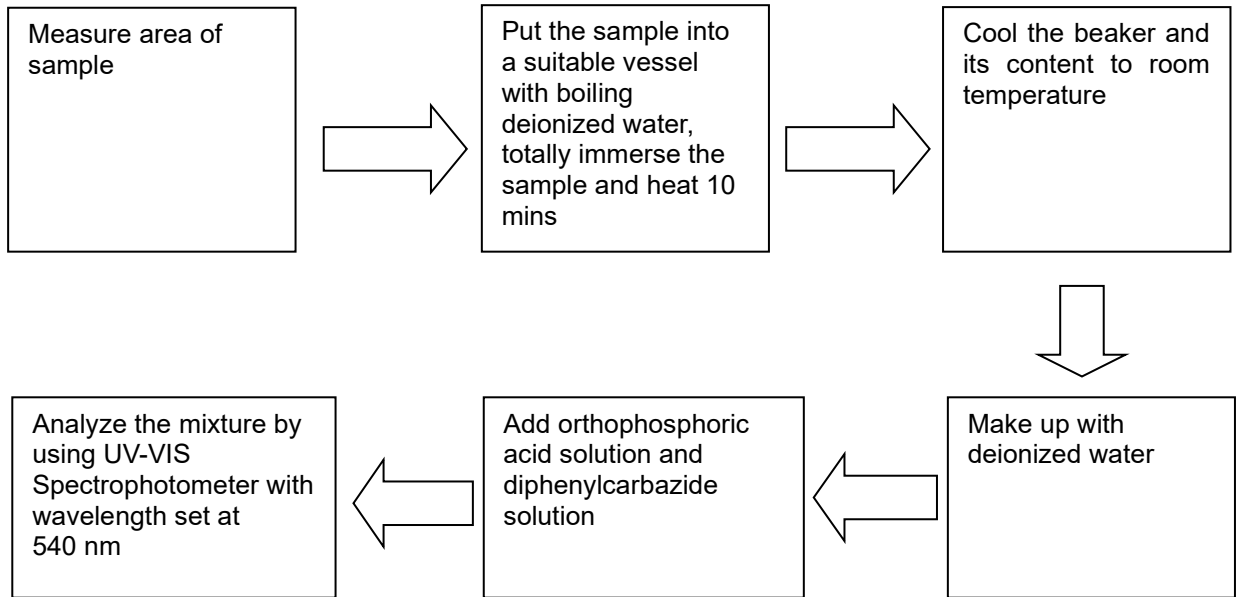 Measure area of
sample
Put the sample into
a suitable vessel
with boiling
deionized water,
totally immerse the
sample and heat 10
mins
Cool the beaker and
its content to room
temperature
Make up with
deionized water
Add orthophosphoric
acid solution and
diphenylcarbazide
solution
Analyze the mixture by
using UV-VIS
Spectrophotometer with
wavelength set at
540 nm